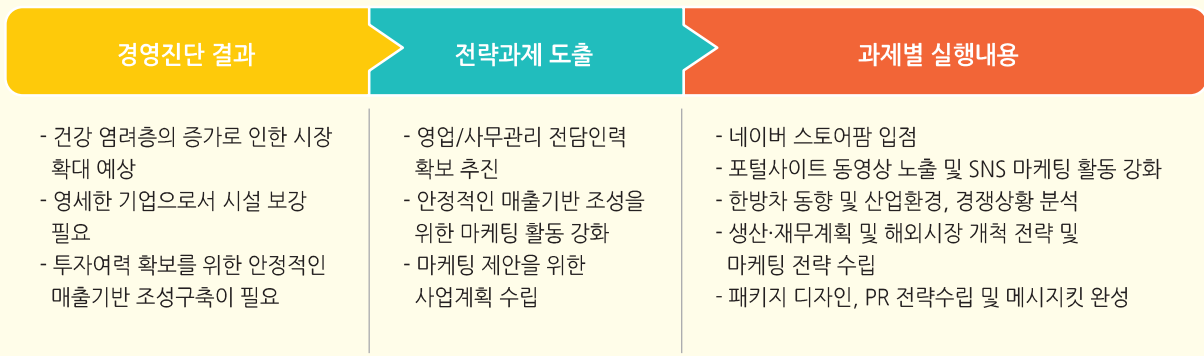 경영진단 결과
전략과제 도출
과제별 실행내용
- 건강 염려층의 증가로 인한 시장
확대 예상
- 영세한 기업으로서 시설 보강
필요
- 투자여력 확보를 위한 안정적인
매출기반 조성구축이 필요
- 영업/사무관리 전담인력
확보 추진
- 안정적인 매출기반 조성을
위한 마케팅 활동 강화
- 마케팅 제안을 위한
사업계획 수립
- 네이버 스토어팜 입점
- 포털사이트 동영상 노출 및 SNS 마케팅 활동 강화
- 한방차 동향 및 산업환경, 경쟁상황 분석
- 생산·재무계획 및 해외시장 개척 전략 및
마케팅 전략 수립
- 패키지 디자인, PR 전략수립 및 메시지킷 완성